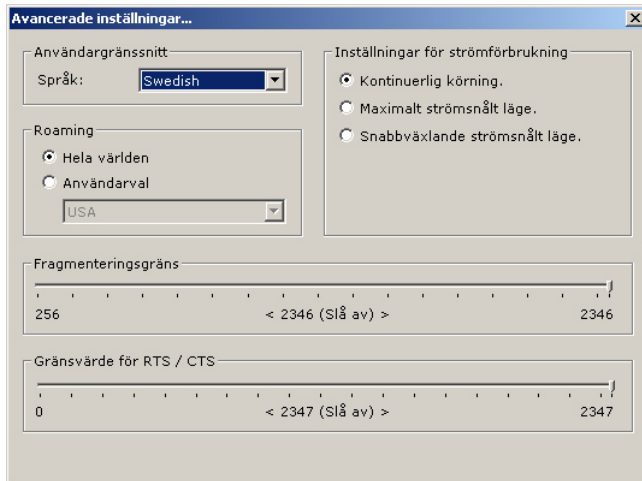 Avancerade inställningar...
Användargränssnitt
Språk: Swedish
Roaming
Hela världen
Användarval
USA
Inställningar för strömförbrukning
Kontinuerlig körning.
Maximalt strömsnålt läge.
Snabbväxlande strömsnålt läge.
Fragmenteringsgräns
256 < 2346 (Slå av) > 2346
Gränsvärde för RTS / CTS
0 < 2347 (Slå av) > 2347